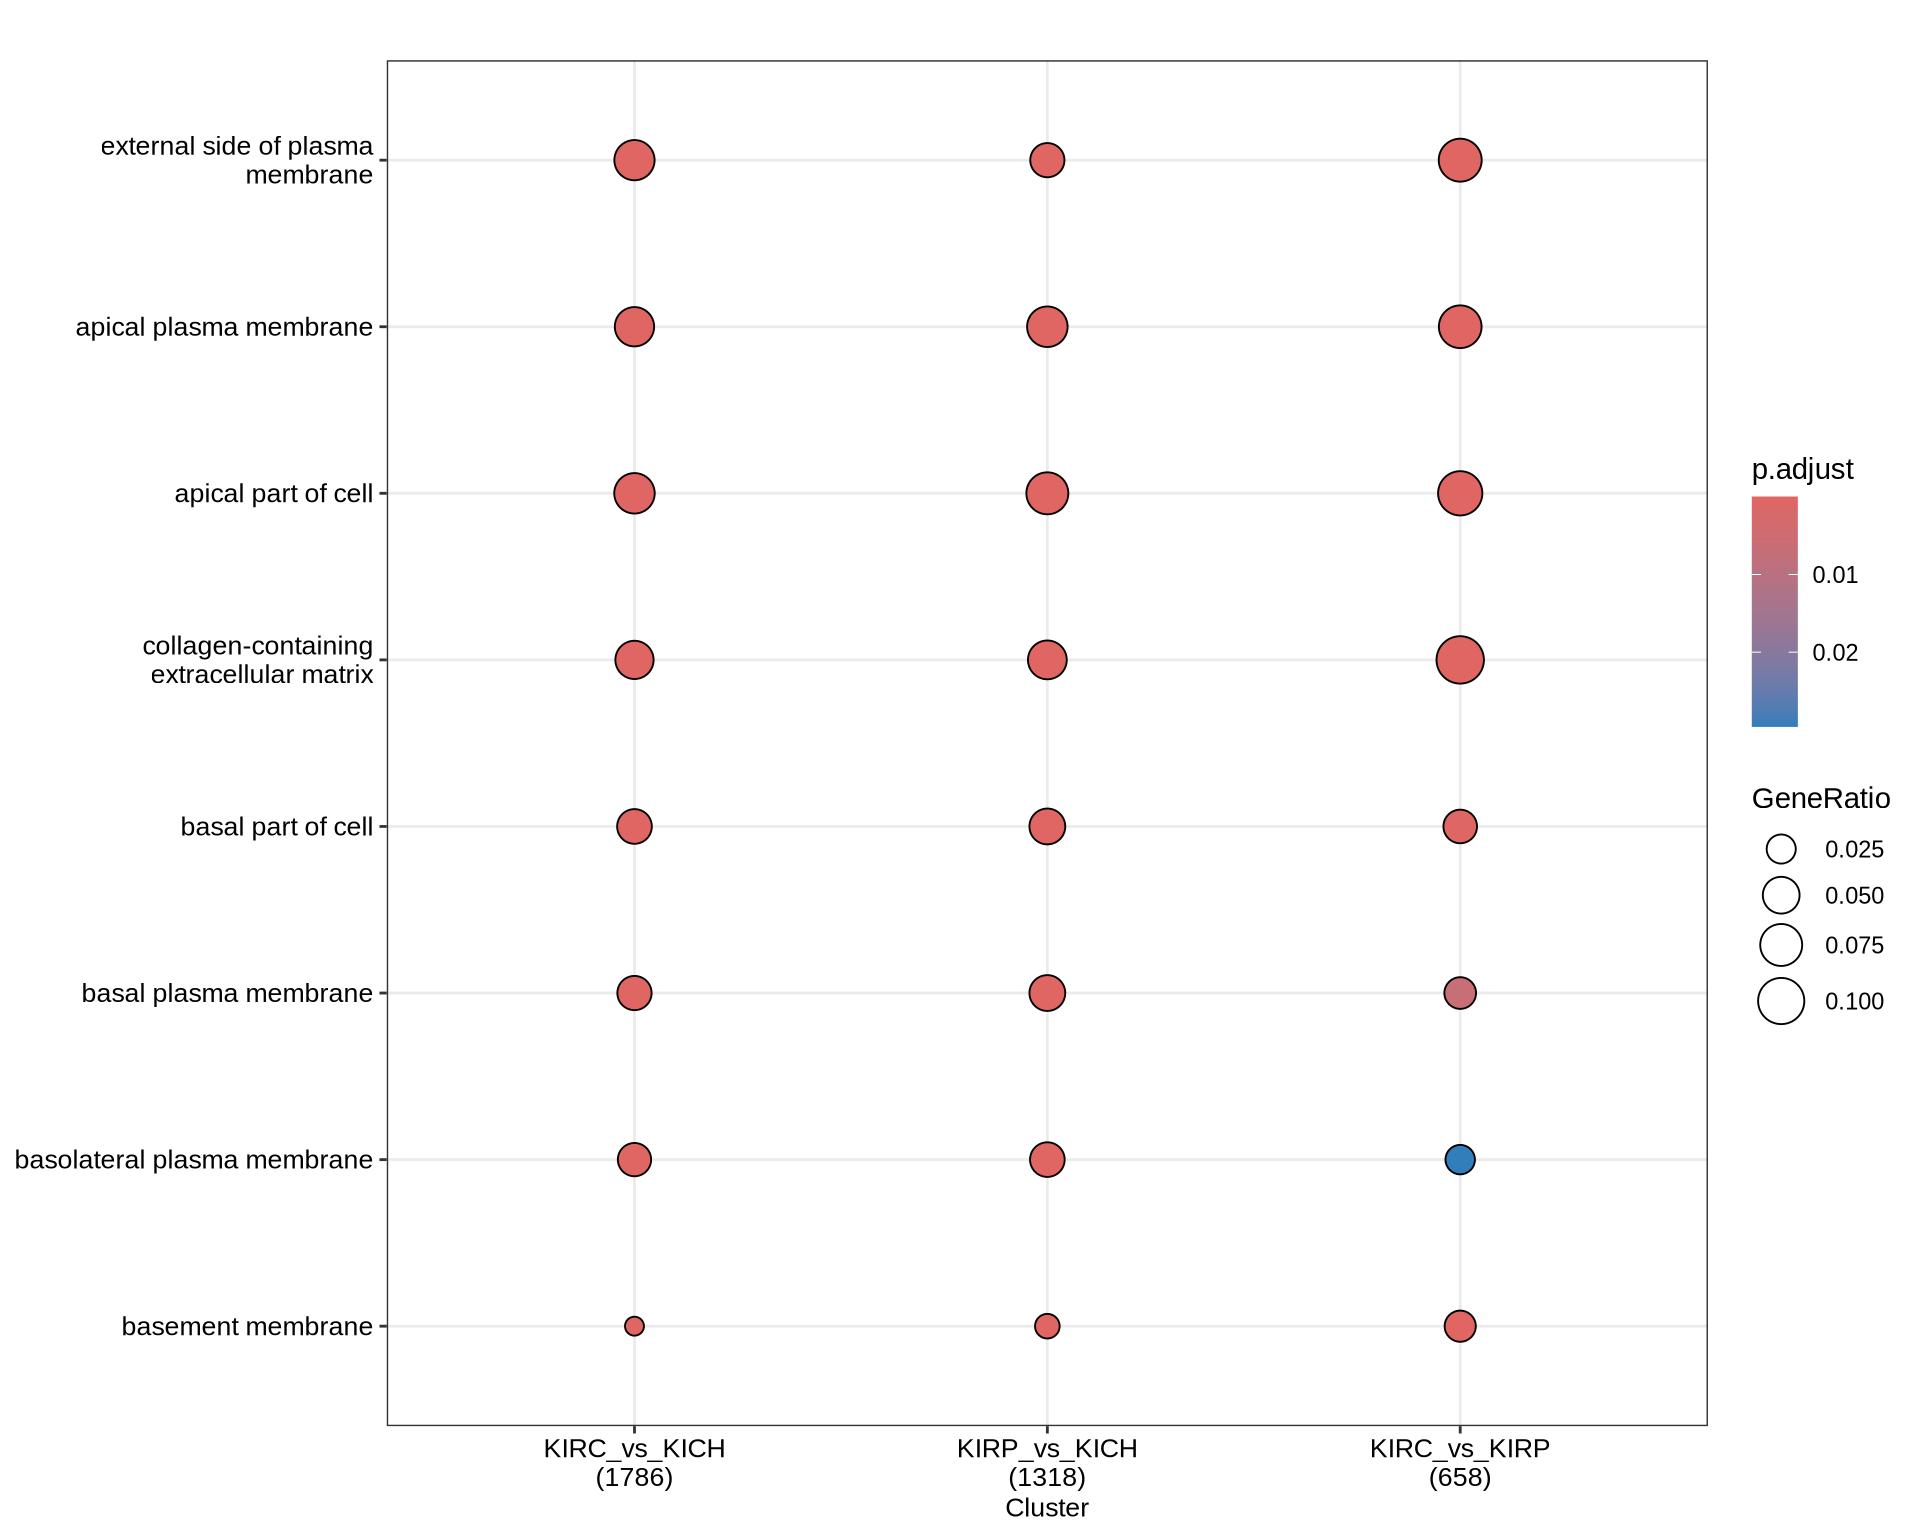 external side of plasma
membrane
apical plasma membrane
apical part of cell
collagen-containing
extracellular matrix
basal part of cell
basal plasma membrane
basolateral plasma membrane
basement membrane
KIRC_vs_KICH
(1786)
KIRP_vs_KICH
(1318)
KIRC_vs_KIRP
(658)
Cluster
p.adjust
0.01
0.02
GeneRatio
0.025
0.050
0.075
0.100